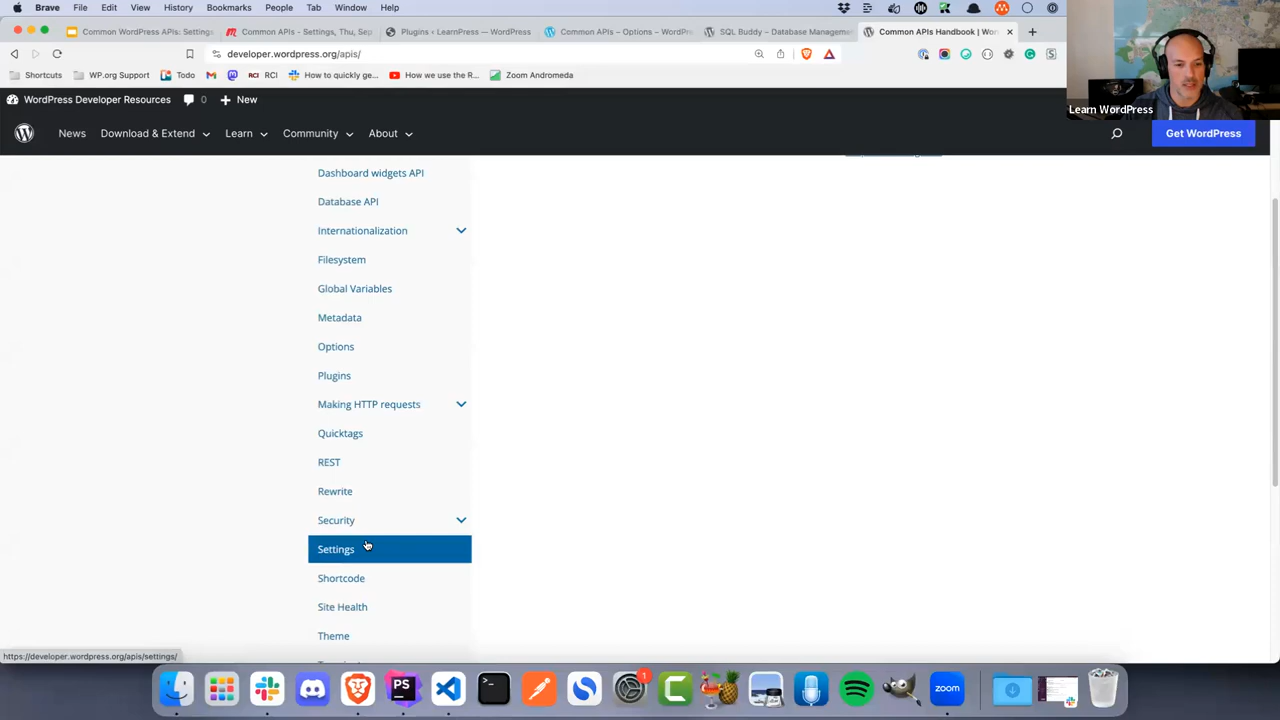 Brave File Edit View History Bookmarks People Tab Window Help
Common WordPress APIs: Settings
Common APIs - Settings, Thu, Sep
Plugins ‹ LearnPress — WordPress
Common APIs – Options – WordPr
SQL Buddy – Database Managemen
Common APIs Handbook | Wor
developer.wordpress.org/apis/
Shortcuts
WP.org Support
Todo
RCI RCI
How to quickly ge...
How we use the R...
Zoom Andromeda
Learn WordPress
WordPress Developer Resources
0
New
News
Download & Extend
Learn
Community
About
Get WordPress
Dashboard widgets API
Database API
Internationalization
Filesystem
Global Variables
Metadata
Options
Plugins
Making HTTP requests
Quicktags
REST
Rewrite
Security
Settings
Shortcode
Site Health
Theme
https://developer.wordpress.org/apis/settings/
PS
1
zoom